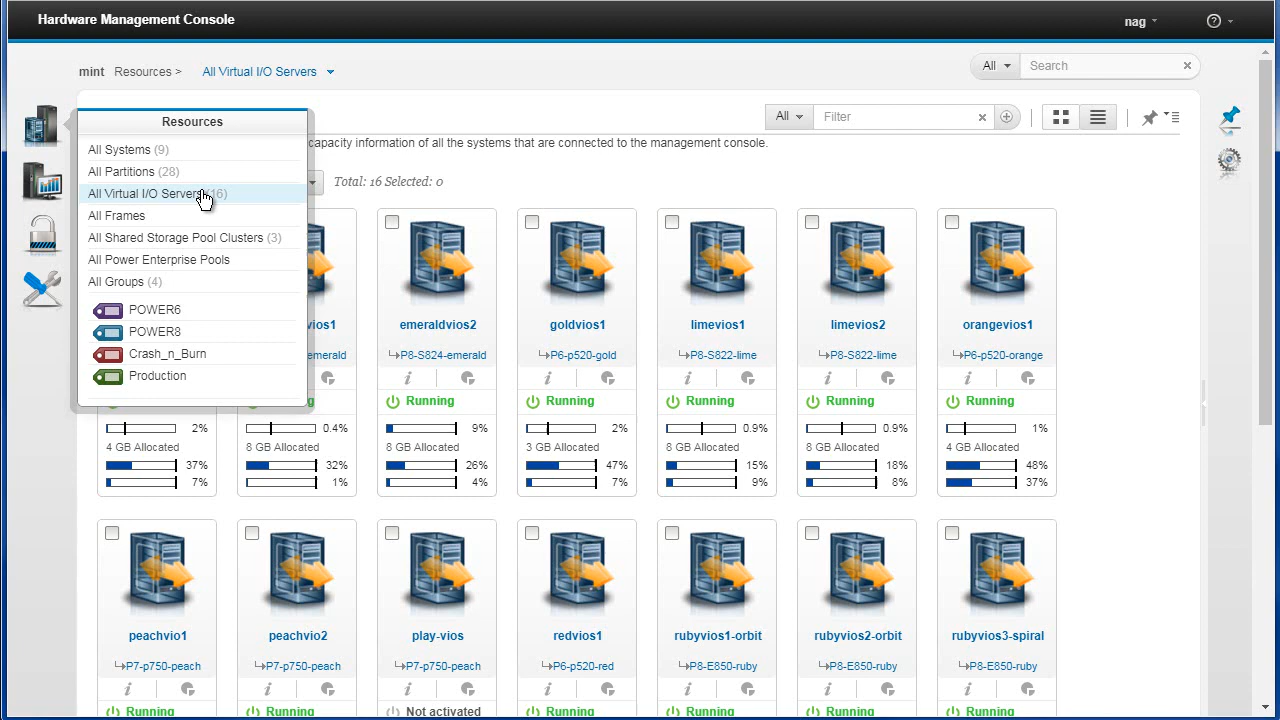 Hardware Management Console
nag
mint Resources > All Virtual I/O Servers
All Search
Resources
All Filter
All Systems (9)
capacity information of all the systems that are connected to the management console.
All Partitions (28)
Total: 16 Selected: 0
All Virtual I/O Servers (16)
All Frames
All Shared Storage Pool Clusters (3)
All Power Enterprise Pools
All Groups (4)
POWER6
POWER8
Crash_n_Burn
Production
vios1 emeraldvios2 goldvios1 limevios1 limevios2 orangevios1
emerald P8-S824-emerald P6-p520-gold P8-S822-lime P8-S822-lime P6-p520-orange
Running Running Running Running Running
2% 0.4% 9% 2% 0.9% 0.9% 1%
4 GB Allocated 8 GB Allocated 8 GB Allocated 3 GB Allocated 8 GB Allocated 8 GB Allocated 4 GB Allocated
37% 32% 26% 47% 15% 18% 48%
7% 1% 4% 7% 9% 8% 37%
peachvio1 peachvio2 play-vios redvios1 rubyvios1-orbit rubyvios2-orbit rubyvios3-spiral
P7-p750-peach P7-p750-peach P7-p750-peach P6-p520-red P8-E850-ruby P8-E850-ruby P8-E850-ruby
Running Running Not activated Running Running Running Running